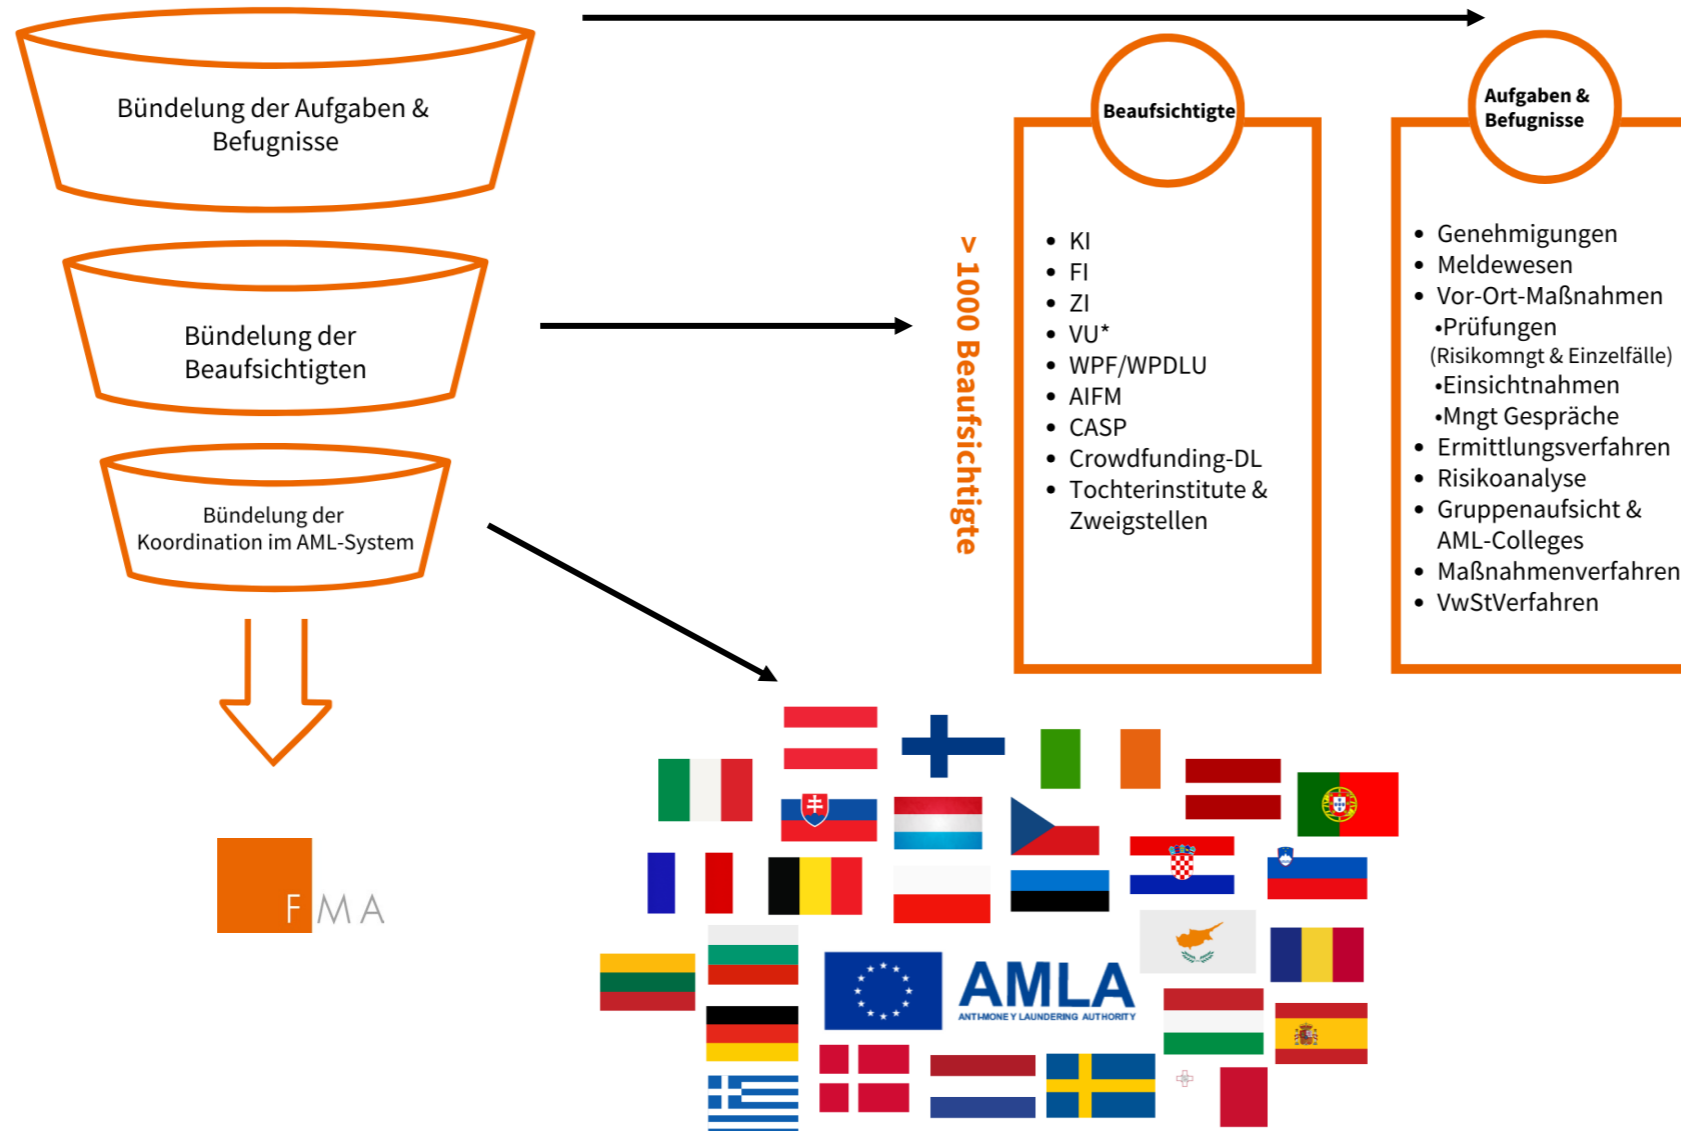 Bündelung der Aufgaben &
Befugnisse
Bündelung der
Beaufsichtigten
Bündelung der
Koordination im AML-System
FMA
> 1000 Beaufsichtigte
Beaufsichtigte
• KI
• FI
• ZI
• VU*
• WPF/WPDLU
• AIFM
• CASP
• Crowdfunding-DL
• Tochterinstitute &
Zweigstellen
Aufgaben &
Befugnisse
• Genehmigungen
• Meldewesen
• Vor-Ort-Maßnahmen
•Prüfungen
(Risikomngt & Einzelfälle)
•Einsichtnahmen
•Mngt Gespräche
• Ermittlungsverfahren
• Risikoanalyse
• Gruppenaufsicht &
AML-Colleges
• Maßnahmenverfahren
• VwStVerfahren
AMLA
ANTI-MONEY LAUNDERING AUTHORITY